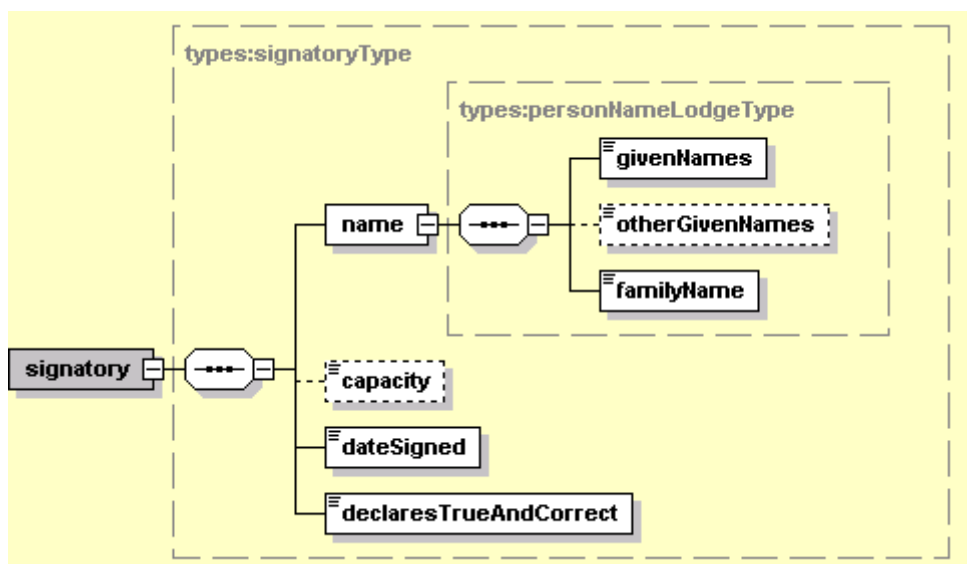 types:signatoryType
types:personNameLodgeType
givenNames
name
otherGivenNames
familyName
signatory
capacity
dateSigned
declaresTrueAndCorrect